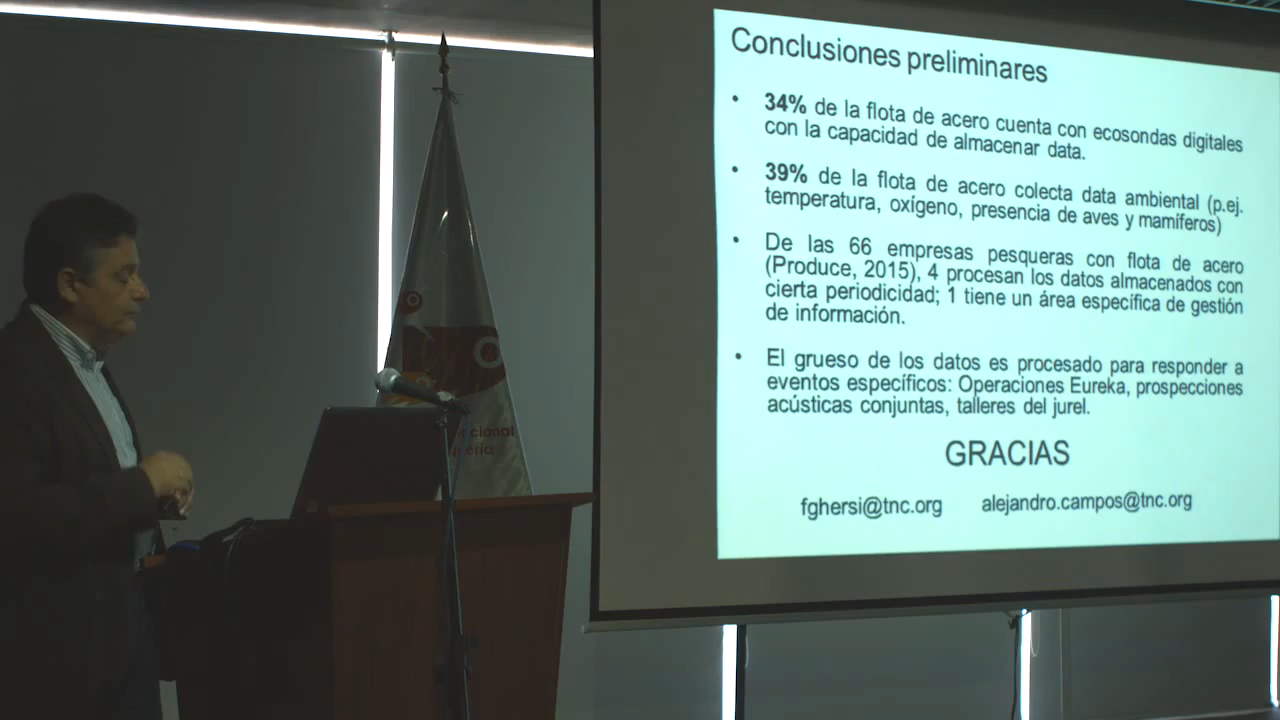 Conclusiones preliminares
• 34% de la flota de acero cuenta con ecosondas digitales
con la capacidad de almacenar data.
• 39% de la flota de acero colecta data ambiental (p.ej.
temperatura, oxígeno, presencia de aves y mamíferos)
• De las 66 empresas pesqueras con flota de acero
(Produce, 2015), 4 procesan los datos almacenados con
cierta periodicidad; 1 tiene un área específica de gestión
de información.
• El grueso de los datos es procesado para responder a
eventos específicos: Operaciones Eureka, prospecciones
acústicas conjuntas, talleres del jurel.
GRACIAS
fghersi@tnc.org alejandro.campos@tnc.org
cional